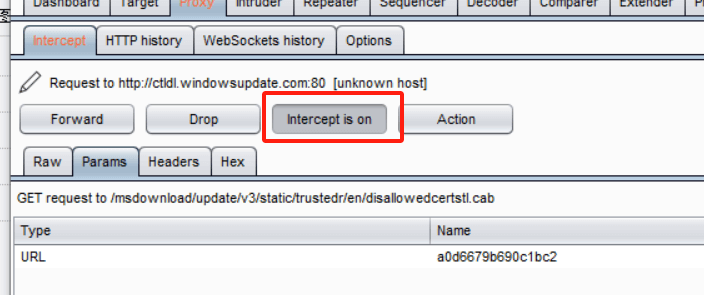 Dashboard Target Proxy Intruder Repeater Sequencer Decoder Comparer Extender
Intercept HTTP history WebSockets history Options
Request to http://ctldl.windowsupdate.com:80 [unknown host]
Forward Drop Intercept is on Action
Raw Params Headers Hex
GET request to /msdownload/update/v3/static/trustedr/en/disallowedcertstl.cab
Type Name
URL a0d6679b690c1bc2